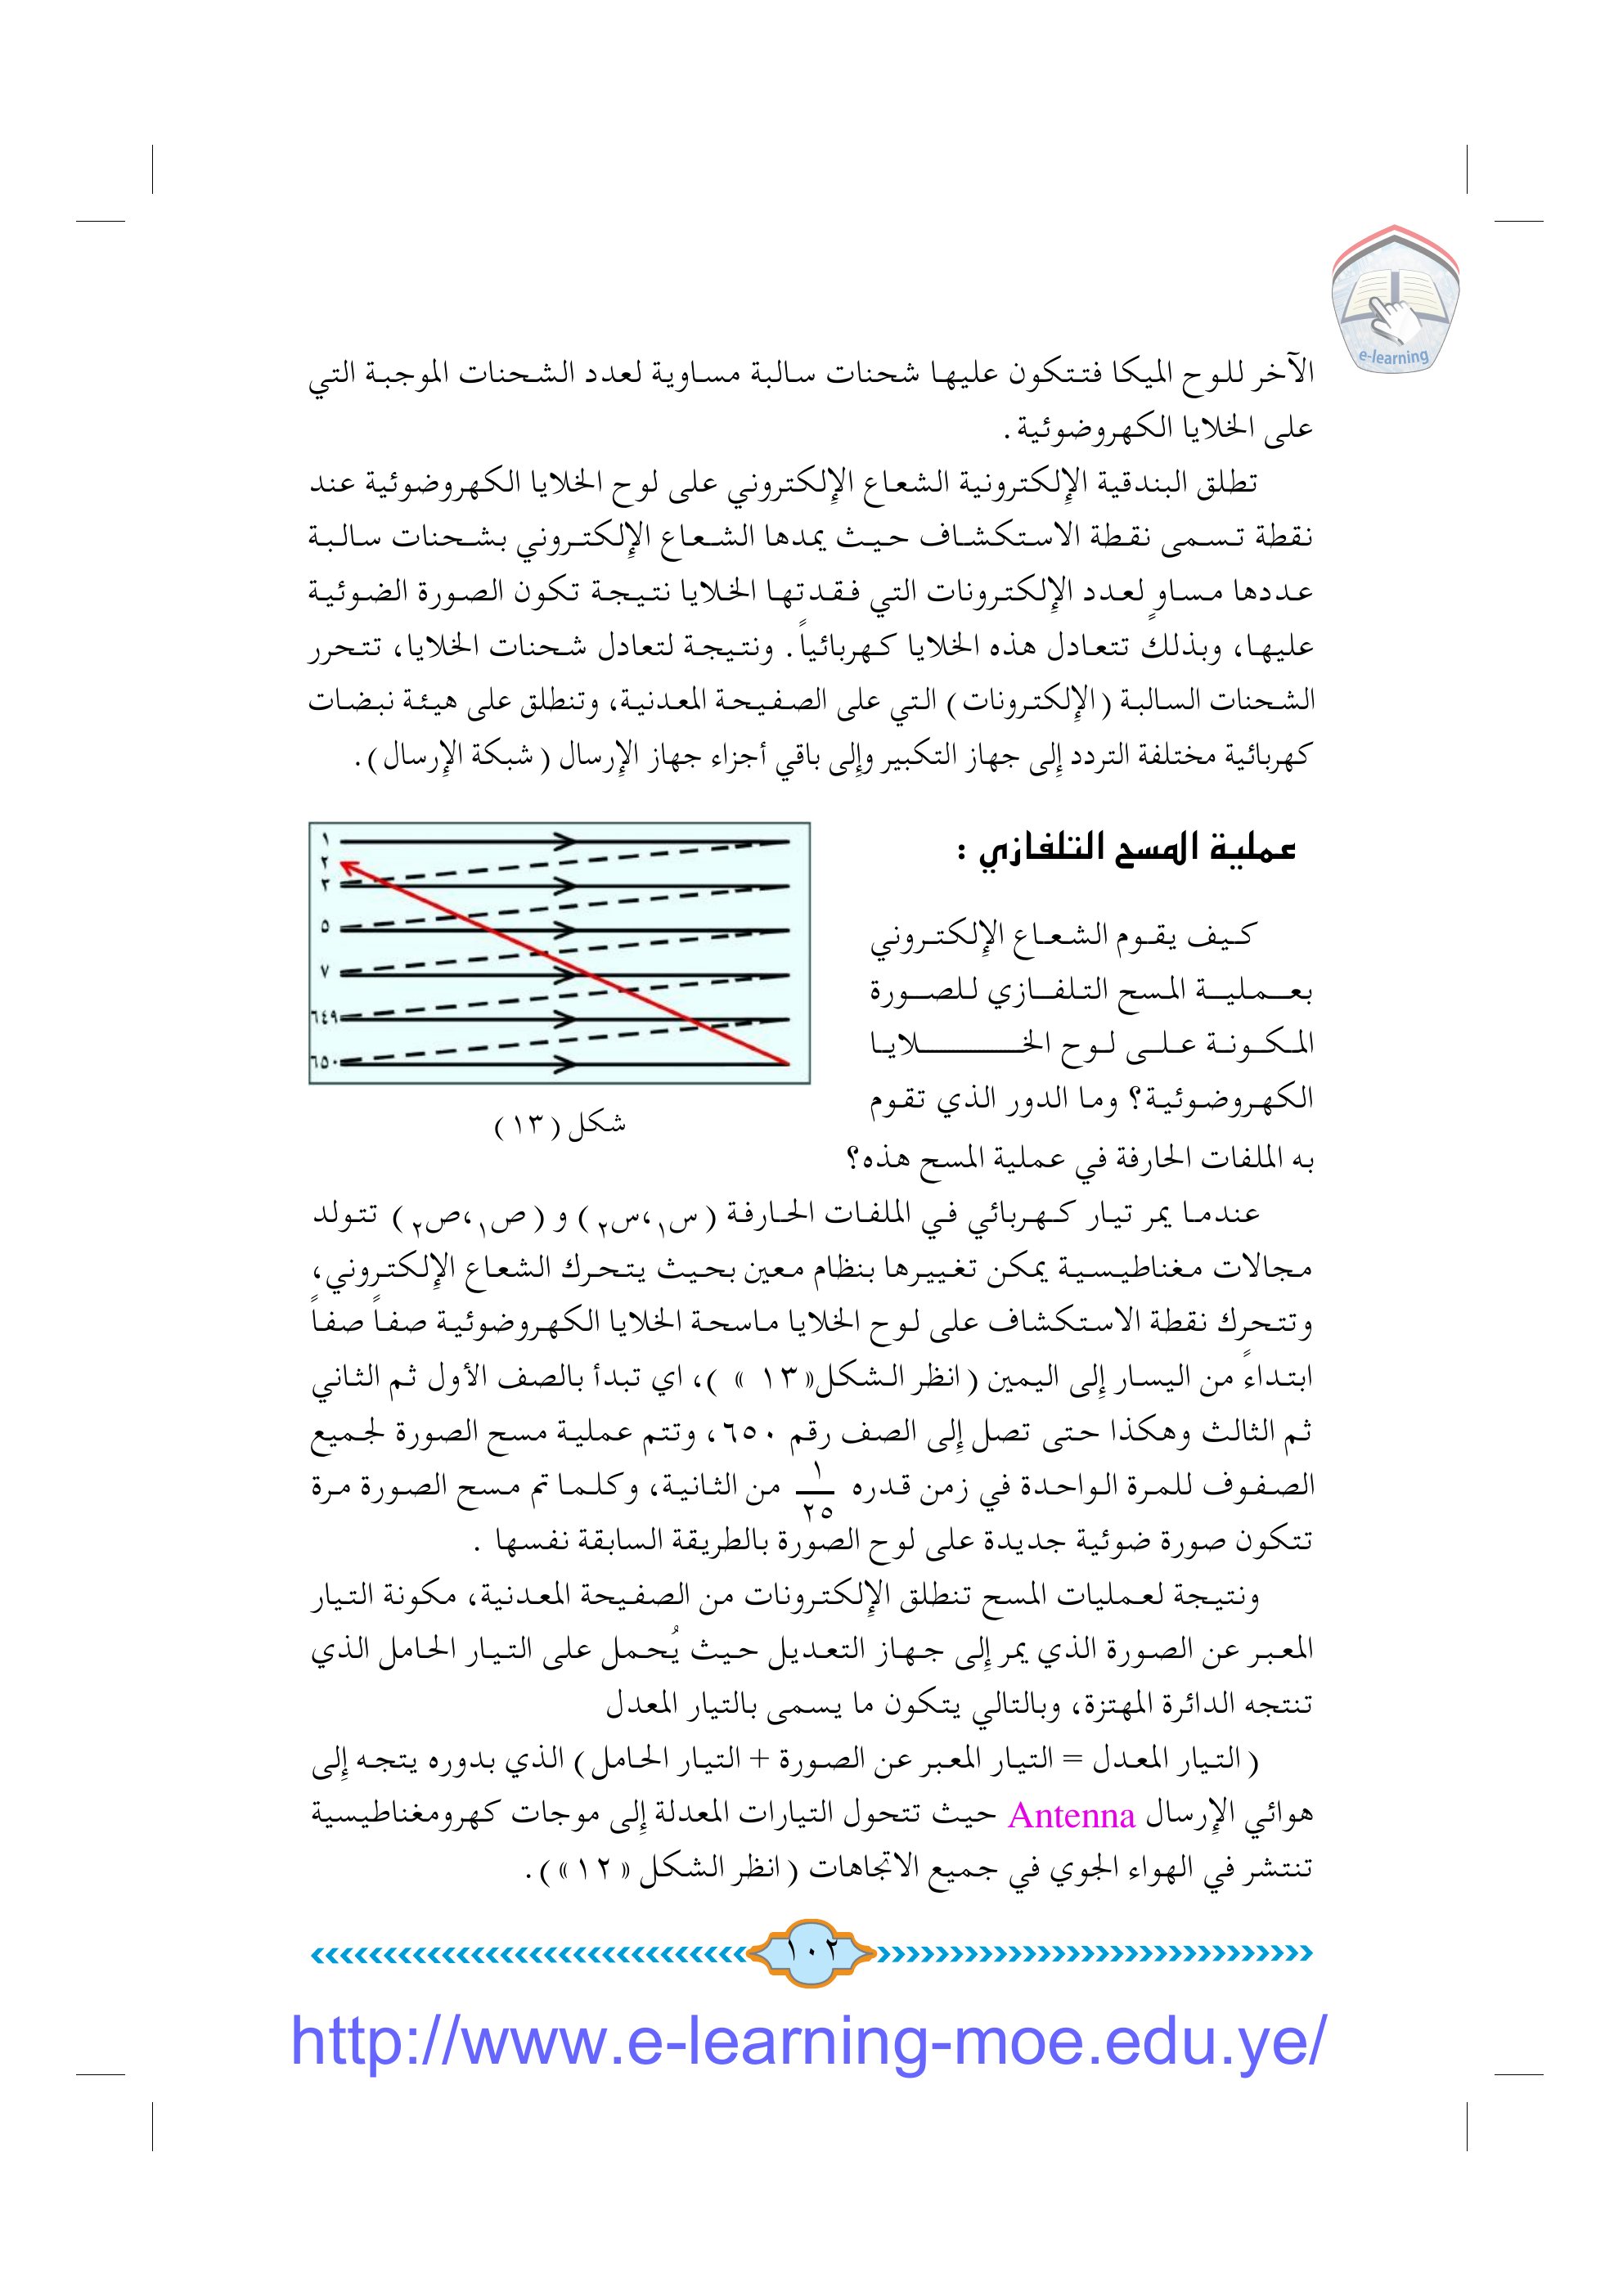 e-learning
الآخر للوح الميكا فتتكون عليها شحنات سالبة مساوية لعدد الشحنات الموجبة التي
على الخلايا الكهروضوئية .
تطلق البندقية الإلكترونية الشعاع الإلكتروني على لوح الخلايا الكهروضوئية عند
نقطة تسمى نقطة الاستكشاف حيث يمدها الشعاع الإلكتروني بشحنات سالبة
عددها مساوٍ لعدد الإلكترونات التي فقدتها الخلايا نتيجة تكون الصورة الضوئية
عليها، وبذلك تتعادل هذه الخلايا كهربائياً. ونتيجة لتعادل شحنات الخلايا، تتحرر
الشحنات السالبة (الإلكترونات) التي على الصفيحة المعدنية، وتنطلق على هيئة نبضات
كهربائية مختلفة التردد إلى جهاز التكبير وإلى باقي أجزاء جهاز الإرسال (شبكة الإرسال).
عملية المسح التلفازي :
كيف يقوم الشعاع الإلكتروني
بعملية المسح التلفازي للصورة
المكونة على لوح الخلايا
الكهروضوئية؟ وما الدور الذي تقوم
به الملفات الحارفة في عملية المسح هذه؟
١
٢
٣
٥
٧
٦٤٩
٦٥٠
شكل (١٣)
عندما يمر تيار كهربائي في الملفات الحارفة (س١،س٢) و (ص١،ص٢) تتولد
مجالات مغناطيسية يمكن تغييرها بنظام معين بحيث يتحرك الشعاع الإلكتروني،
وتتحرك نقطة الاستكشاف على لوح الخلايا ماسحة الخلايا الكهروضوئية صفاً صفاً
ابتداءً من اليسار إلى اليمين (انظر الشكل«١٣ » )، اي تبدأ بالصف الأول ثم الثاني
ثم الثالث وهكذا حتى تصل إلى الصف رقم ٦٥٠، وتتم عملية مسح الصورة لجميع
الصفوف للمرة الواحدة في زمن قدره ١/٢٥ من الثانية، وكلما تم مسح الصورة مرة
تتكون صورة ضوئية جديدة على لوح الصورة بالطريقة السابقة نفسها .
ونتيجة لعمليات المسح تنطلق الإلكترونات من الصفيحة المعدنية، مكونة التيار
المعبر عن الصورة الذي يمر إلى جهاز التعديل حيث يُحمل على التيار الحامل الذي
تنتجه الدائرة المهتزة، وبالتالي يتكون ما يسمى بالتيار المعدل
(التيار المعدل = التيار المعبر عن الصورة + التيار الحامل) الذي بدوره يتجه إلى
هوائي الإرسال Antenna حيث تتحول التيارات المعدلة إلى موجات كهرومغناطيسية
تنتشر في الهواء الجوي في جميع الاتجاهات (انظر الشكل «١٢»).
١٠٢
http://www.e-learning-moe.edu.ye/